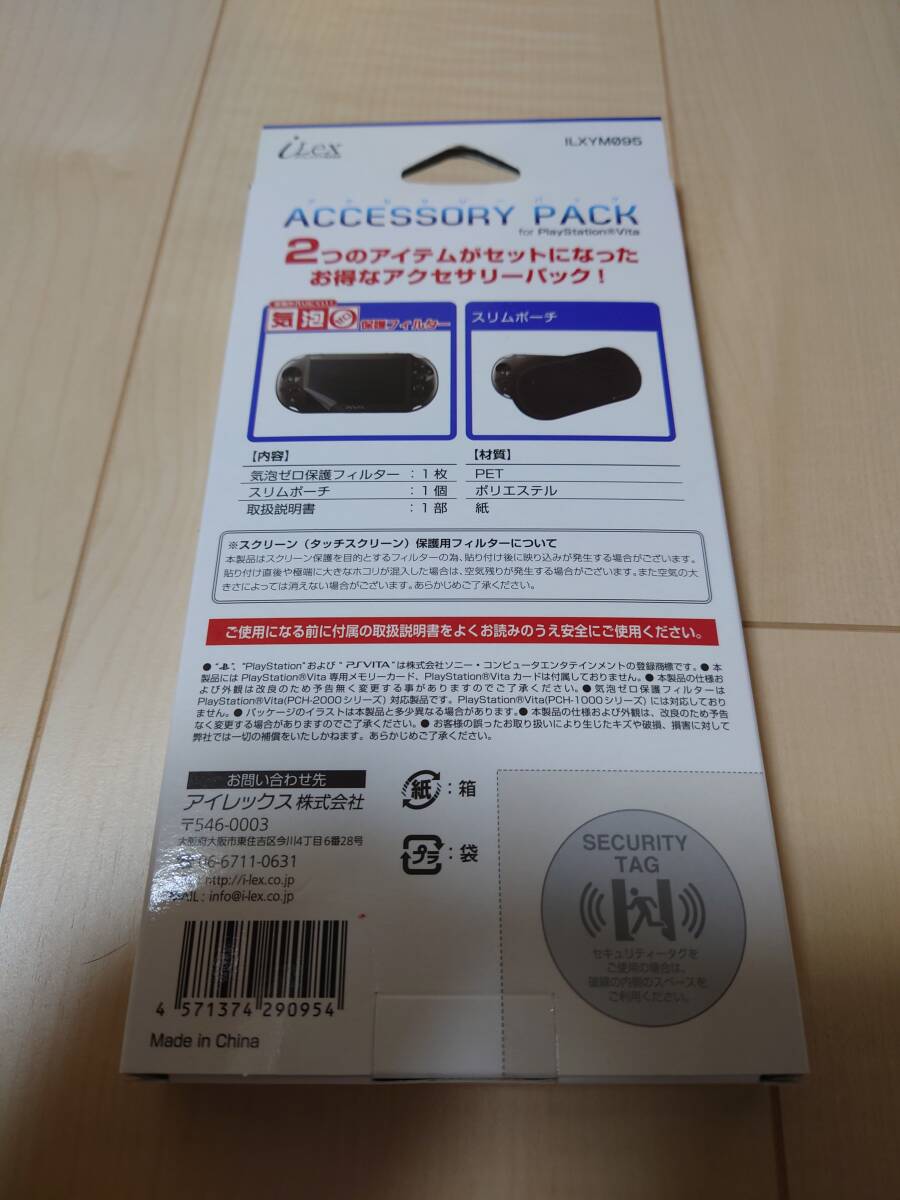 iLex
ILXYM095
アクセサリーパック
ACCESSORY PACK
for PlayStation®Vita
2つのアイテムがセットになった
お得なアクセサリーパック！
気泡 保護フィルター
スリムポーチ
【内容】
【材質】
気泡ゼロ保護フィルター ：1枚 PET
スリムポーチ ：1個 ポリエステル
取扱説明書 ：1部 紙
※スクリーン（タッチスクリーン）保護用フィルターについて
本製品はスクリーン保護を目的とするフィルターの為、貼り付け後に映り込みが発生する場合がございます。
貼り付け直後や極端に大きなホコリが混入した場合は、空気残りが発生する場合がございます。また空気の大
きさによっては消えない場合がございます。あらかじめご了承ください。
ご使用になる前に付属の取扱説明書をよくお読みのうえ安全にご使用ください。
● "", "PlayStation"および "PSVITA"は株式会社ソニー・コンピュータエンタテインメントの登録商標です。● 本
製品には PlayStation®Vita 専用メモリーカード、PlayStation®Vita カードは付属しておりません。● 本製品の仕様お
よび外観は改良のため予告無く変更する事がありますのでご了承ください。● 気泡ゼロ保護フィルターは
PlayStation®Vita(PCH-2000シリーズ) 対応製品です。PlayStation®Vita(PCH-1000シリーズ) には対応しており
ません。● パッケージのイラストは本製品と多少異なる場合があります。● 本製品の仕様および外観は、改良のため予告
なく変更する場合がありますのでご了承ください。● お客様の誤ったお取り扱いにより生じたキズや破損、損害に対して
弊社では一切の補償をいたしかねます。あらかじめご了承ください。
お問い合わせ先
アイレックス株式会社
〒546-0003
大阪府大阪市東住吉区今川4丁目6番28号
06-6711-0631
http://i-lex.co.jp
MAIL : info@i-lex.co.jp
紙：箱
プラ：袋
SECURITY
TAG
セキュリティータグを
ご使用の場合は、
破線の内側のスペースを
ご利用ください。
4 571374 290954
Made in China